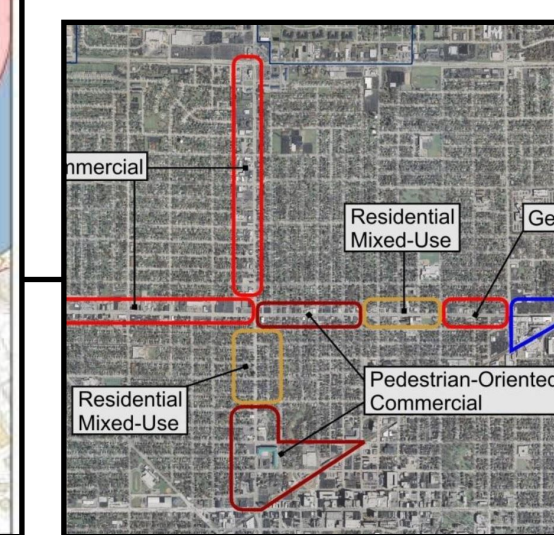 mmercial
Residential
Mixed-Use
Ge
Residential
Mixed-Use
Pedestrian-Oriented
Commercial